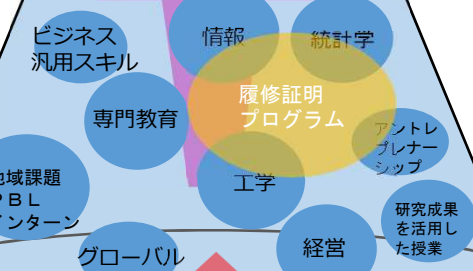 ビジネス
汎用スキル
情報
統計学
専門教育
履修証明
プログラム
アントレ
プレナー
シップ
地域課題
PBL
インターン
工学
研究成果
を活用し
た授業
グローバル
経営